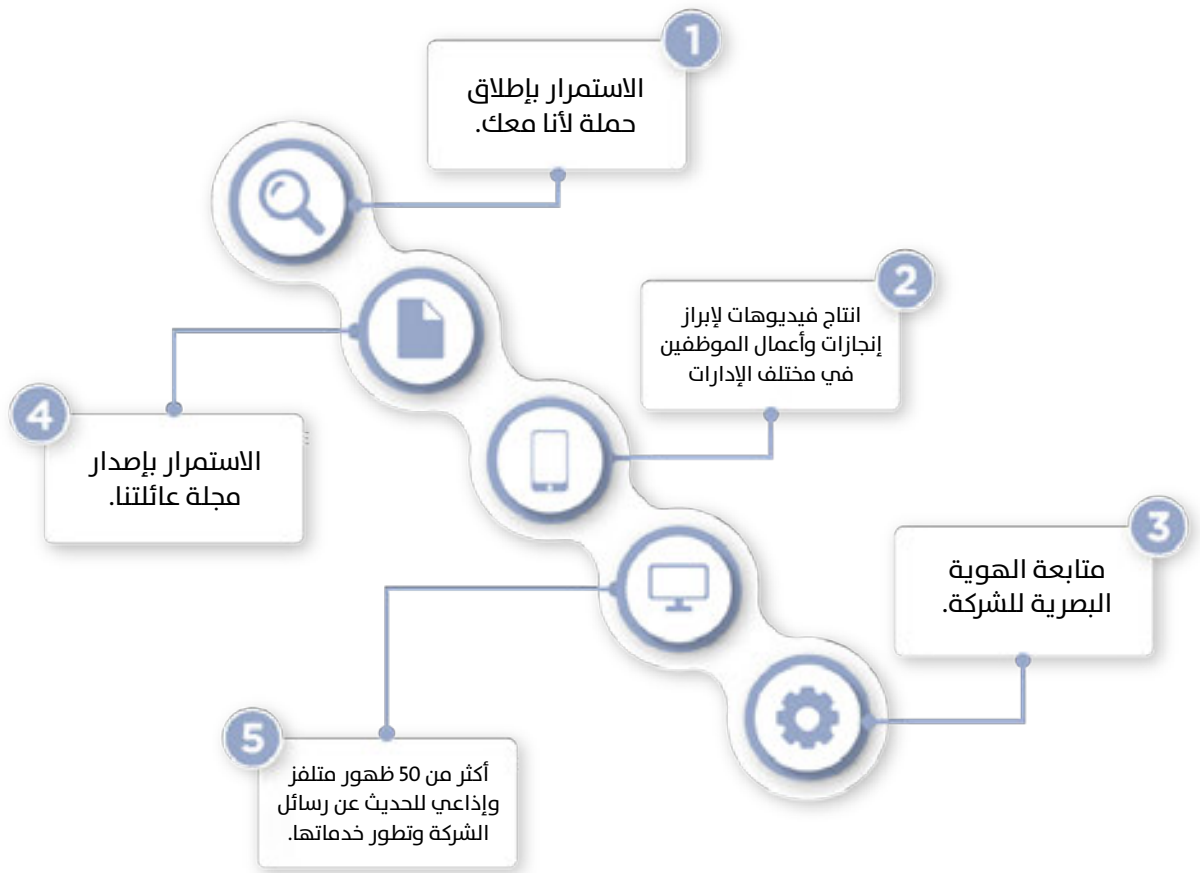 1
الاستمرار بإطلاق
حملة لأنا معك.
2
انتاج فيديوهات لإبراز
إنجازات وأعمال الموظفين
في مختلف الإدارات
3
متابعة الهوية
البصرية للشركة.
4
الاستمرار بإصدار
مجلة عائلتنا.
5
أكثر من 50 ظهور متلفز
وإذاعي للحديث عن رسائل
الشركة وتطور خدماتها.